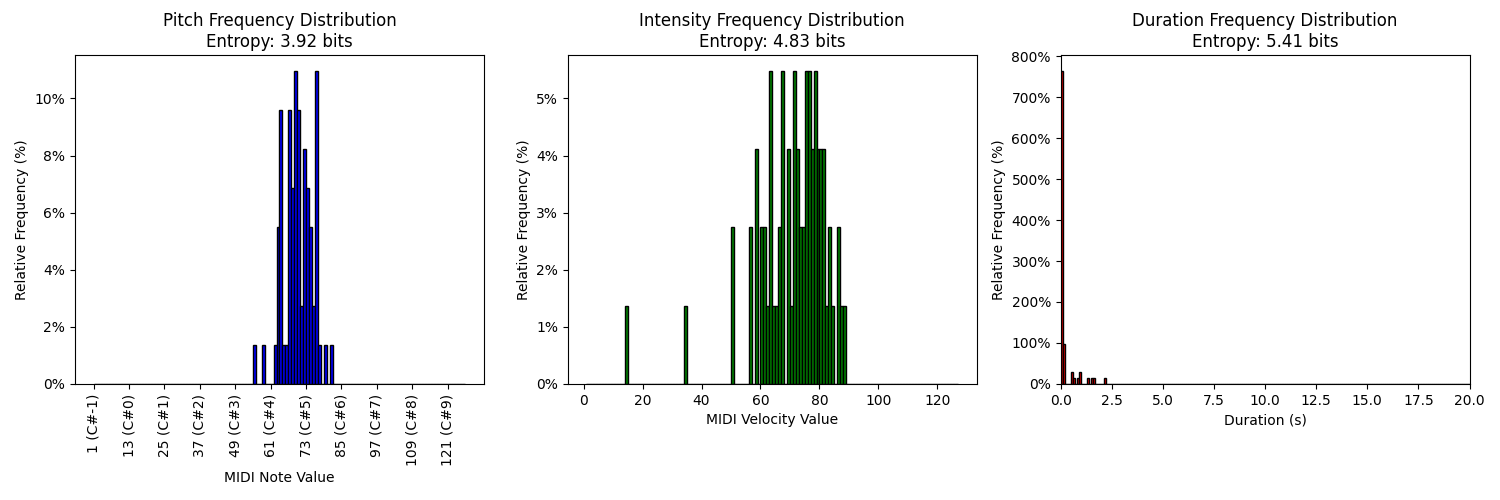 Pitch Frequency Distribution
Entropy: 3.92 bits
Relative Frequency (%)
10%
8%
6%
4%
2%
0%
1 (C#-1)
13 (C#0)
25 (C#1)
37 (C#2)
49 (C#3)
61 (C#4)
73 (C#5)
85 (C#6)
97 (C#7)
109 (C#8)
121 (C#9)
MIDI Note Value
Intensity Frequency Distribution
Entropy: 4.83 bits
Relative Frequency (%)
5%
4%
3%
2%
1%
0%
0 20 40 60 80 100 120
MIDI Velocity Value
Duration Frequency Distribution
Entropy: 5.41 bits
Relative Frequency (%)
800%
700%
600%
500%
400%
300%
200%
100%
0%
0.0 2.5 5.0 7.5 10.0 12.5 15.0 17.5 20.0
Duration (s)